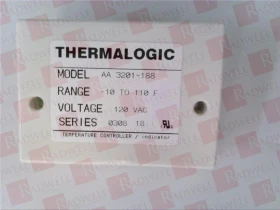 THERMALOGIC
MODEL AA 3201-188
RANGE -10 TO 110 F
VOLTAGE 120 VAC
SERIES 0308 18
TEMPERATURE CONTROLLER / indicator